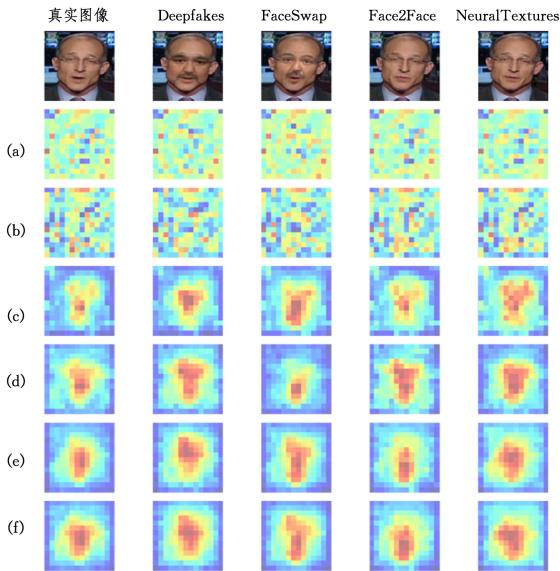 真实图像 Deepfakes FaceSwap Face2Face NeuralTextures
(a)
(b)
(c)
(d)
(e)
(f)